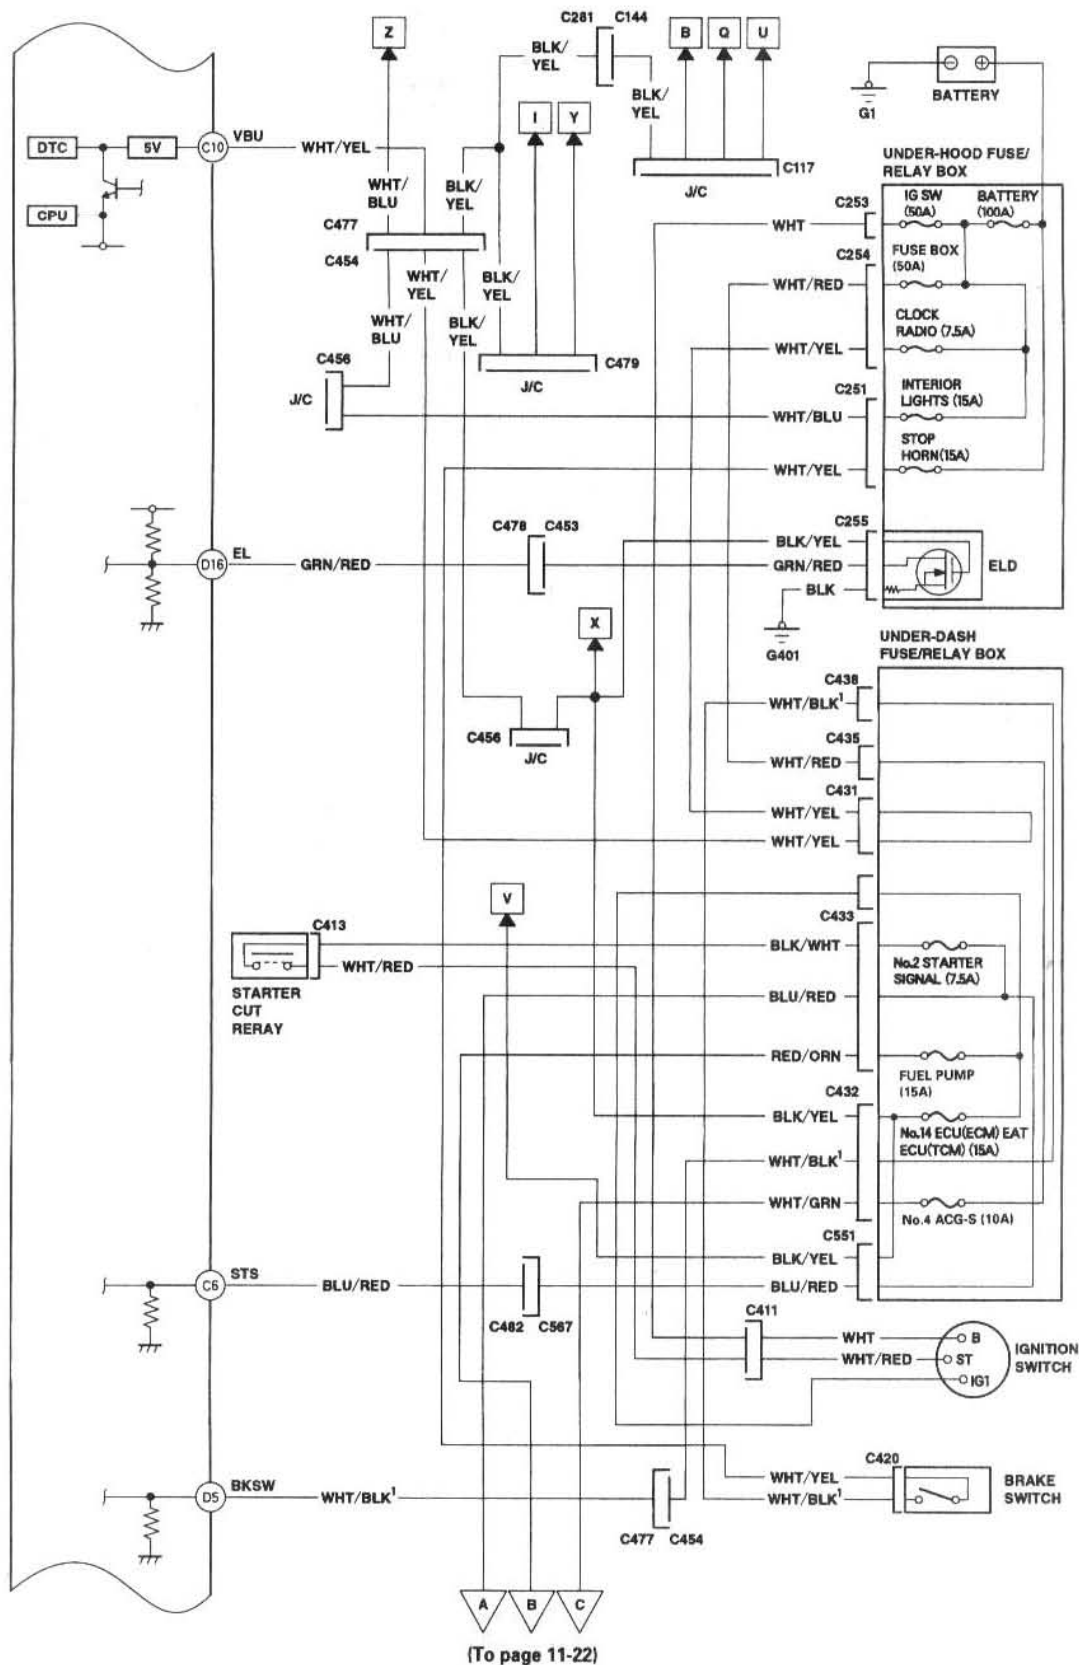 Z
C281 C144
B Q U
BLK/
YEL
BLK/
YEL
I Y
G1
BATTERY
DTC
5V
C10
VBU
WHT/YEL
CPU
WHT/
BLU
BLK/
YEL
J/C
C117
UNDER-HOOD FUSE/
RELAY BOX
C253
IG SW
(50A)
BATTERY
(100A)
WHT
C477
C454
WHT/
YEL
BLK/
YEL
C254
FUSE BOX
(50A)
WHT/RED
WHT/
BLU
BLK/
YEL
CLOCK
RADIO (7.5A)
WHT/YEL
C456
J/C
C479
J/C
C251
INTERIOR
LIGHTS (15A)
WHT/BLU
STOP
HORN(15A)
WHT/YEL
C478 C453
C255
BLK/YEL
D16
EL
GRN/RED
GRN/RED
ELD
BLK
X
G401
UNDER-DASH
FUSE/RELAY BOX
C438
WHT/BLK¹
C456
J/C
C435
WHT/RED
C431
WHT/YEL
WHT/YEL
V
C433
C413
BLK/WHT
WHT/RED
No.2 STARTER
SIGNAL (7.5A)
STARTER
CUT
RERAY
BLU/RED
RED/ORN
FUEL PUMP
(15A)
C432
BLK/YEL
No.14 ECU(ECM) EAT
ECU(TCM) (15A)
WHT/BLK¹
WHT/GRN
No.4 ACG-S (10A)
C551
BLK/YEL
C6
STS
BLU/RED
BLU/RED
C482 C567
C411
WHT
B
WHT/RED
ST
IG1
IGNITION
SWITCH
C420
WHT/YEL
WHT/BLK¹
BRAKE
SWITCH
D5
BKSW
WHT/BLK¹
C477 C454
A B C
(To page 11-22)